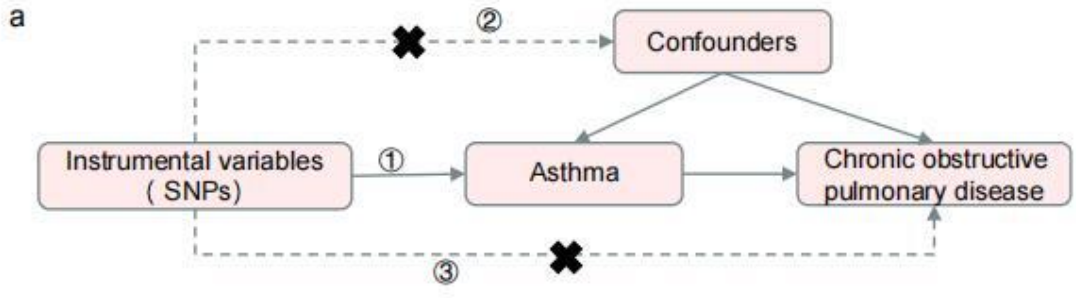 a
②
Confounders
Instrumental variables
( SNPs)
①
Asthma
Chronic obstructive
pulmonary disease
③